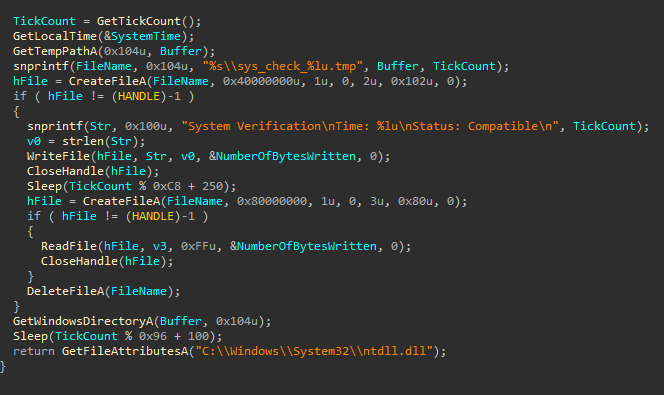 TickCount = GetTickCount();
GetLocalTime(&SystemTime);
GetTempPathA(0x104u, Buffer);
snprintf(FileName, 0x104u, "%s\\sys_check_%lu.tmp", Buffer, TickCount);
hFile = CreateFileA(FileName, 0x40000000u, 1u, 0, 2u, 0x102u, 0);
if ( hFile != (HANDLE)-1 )
{
snprintf(Str, 0x100u, "System Verification\nTime: %lu\nStatus: Compatible\n", TickCount);
v0 = strlen(Str);
WriteFile(hFile, Str, v0, &NumberOfBytesWritten, 0);
CloseHandle(hFile);
Sleep(TickCount % 0xC8 + 250);
hFile = CreateFileA(FileName, 0x80000000, 1u, 0, 3u, 0x80u, 0);
if ( hFile != (HANDLE)-1 )
{
ReadFile(hFile, v3, 0xFFu, &NumberOfBytesWritten, 0);
CloseHandle(hFile);
}
DeleteFileA(FileName);
}
GetWindowsDirectoryA(Buffer, 0x104u);
Sleep(TickCount % 0x96 + 100);
return GetFileAttributesA("C:\\Windows\\System32\\ntdll.dll");
}